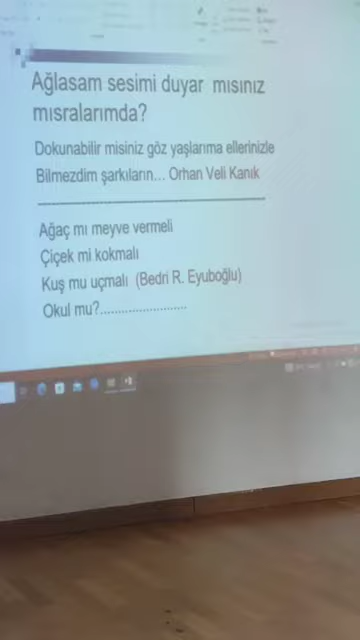 Ağlasam sesimi duyar mısınız
mısralarımda?
Dokunabilir misiniz göz yaşlarıma ellerinizle
Bilmezdim şarkıların... Orhan Veli Kanık
Ağaç mı meyve vermeli
Çiçek mi kokmalı
Kuş mu uçmalı (Bedri R. Eyuboğlu)
Okul mu?........................